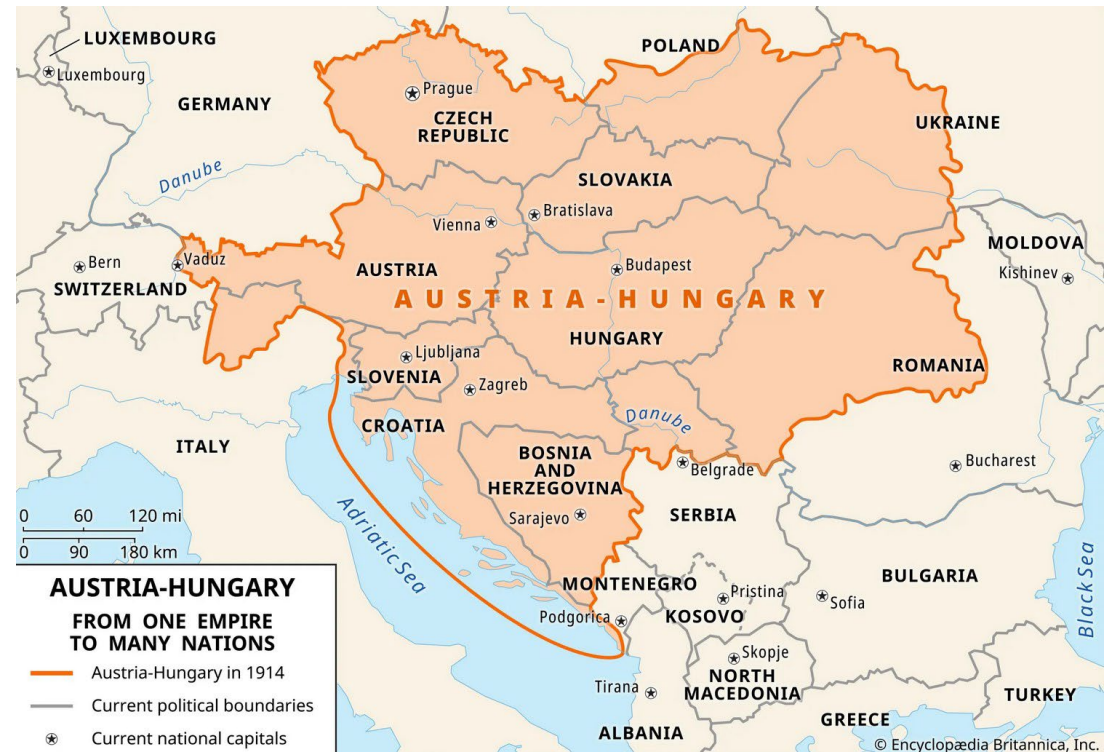 LUXEMBOURG
Luxembourg
GERMANY
POLAND
Prague
CZECH
REPUBLIC
UKRAINE
Danube
SLOVAKIA
Bratislava
Vienna
MOLDOVA
Kishinev
Bern
Vaduz
SWITZERLAND
AUSTRIA
Budapest
AUSTRIA-HUNGARY
HUNGARY
Ljubljana
SLOVENIA
Zagreb
ROMANIA
CROATIA
Danube
ITALY
BOSNIA
AND
HERZEGOVINA
Belgrade
Bucharest
Sarajevo
SERBIA
0 60 120 mi
0 90 180 km
Adriatic Sea
MONTENEGRO
Pristina
KOSOVO
Podgorica
BULGARIA
Sofia
Black Sea
Skopje
NORTH
MACEDONIA
Tirana
ALBANIA
GREECE
TURKEY
AUSTRIA-HUNGARY
FROM ONE EMPIRE
TO MANY NATIONS
Austria-Hungary in 1914
Current political boundaries
Current national capitals
© Encyclopædia Britannica, Inc.